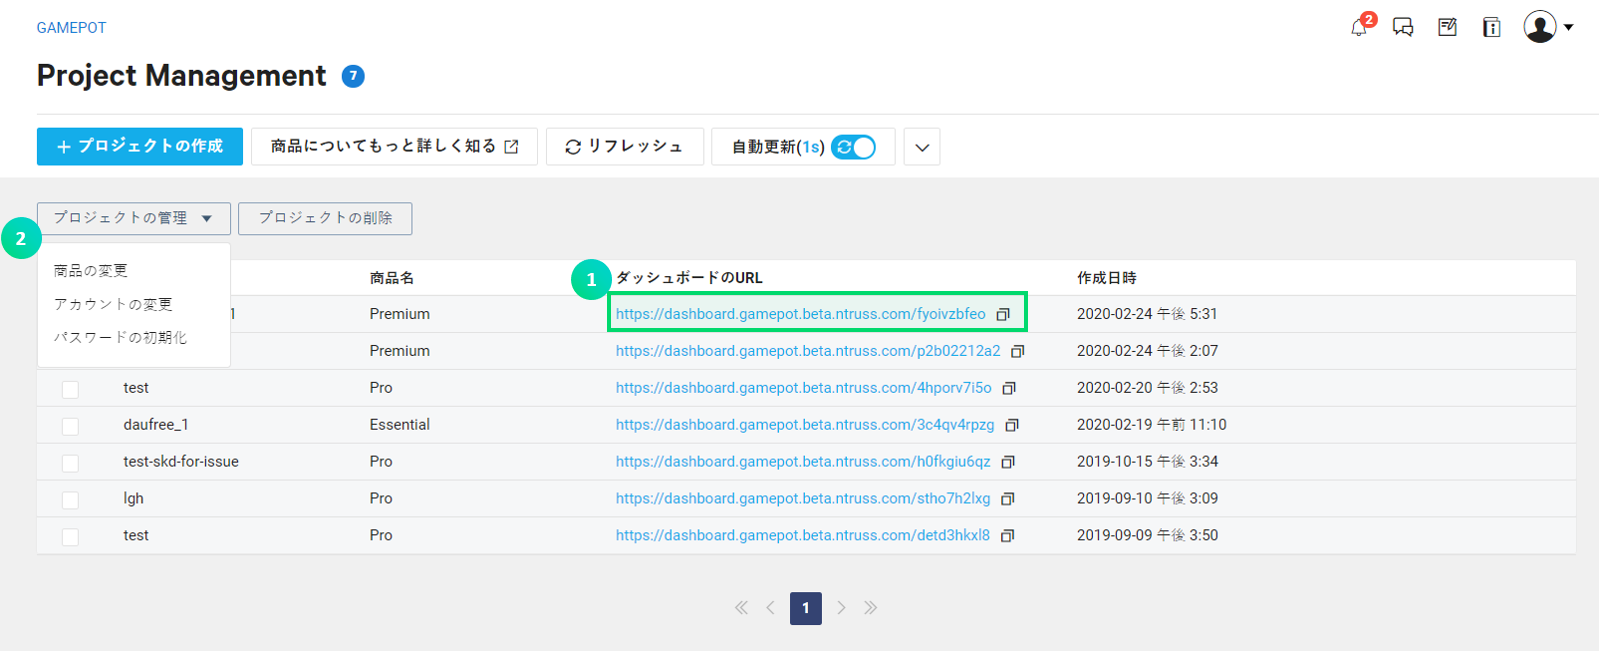 GAMEPOT
2
Project Management 7
+ プロジェクトの作成 商品についてもっと詳しく知る リフレッシュ 自動更新(1s)
プロジェクトの管理 ▼ プロジェクトの削除
2
商品の変更
アカウントの変更
パスワードの初期化
商品名 1 ダッシュボードのURL 作成日時
1 Premium https://dashboard.gamepot.beta.ntruss.com/fyoivzbfeo 2020-02-24 午後 5:31
Premium https://dashboard.gamepot.beta.ntruss.com/p2b02212a2 2020-02-24 午後 2:07
test Pro https://dashboard.gamepot.beta.ntruss.com/4hporv7i5o 2020-02-20 午後 2:53
daufree_1 Essential https://dashboard.gamepot.beta.ntruss.com/3c4qv4rpzg 2020-02-19 午前 11:10
test-skd-for-issue Pro https://dashboard.gamepot.beta.ntruss.com/h0fkgiu6qz 2019-10-15 午後 3:34
lgh Pro https://dashboard.gamepot.beta.ntruss.com/stho7h2lxg 2019-09-10 午後 3:09
test Pro https://dashboard.gamepot.beta.ntruss.com/detd3hkxl8 2019-09-09 午後 3:50
1